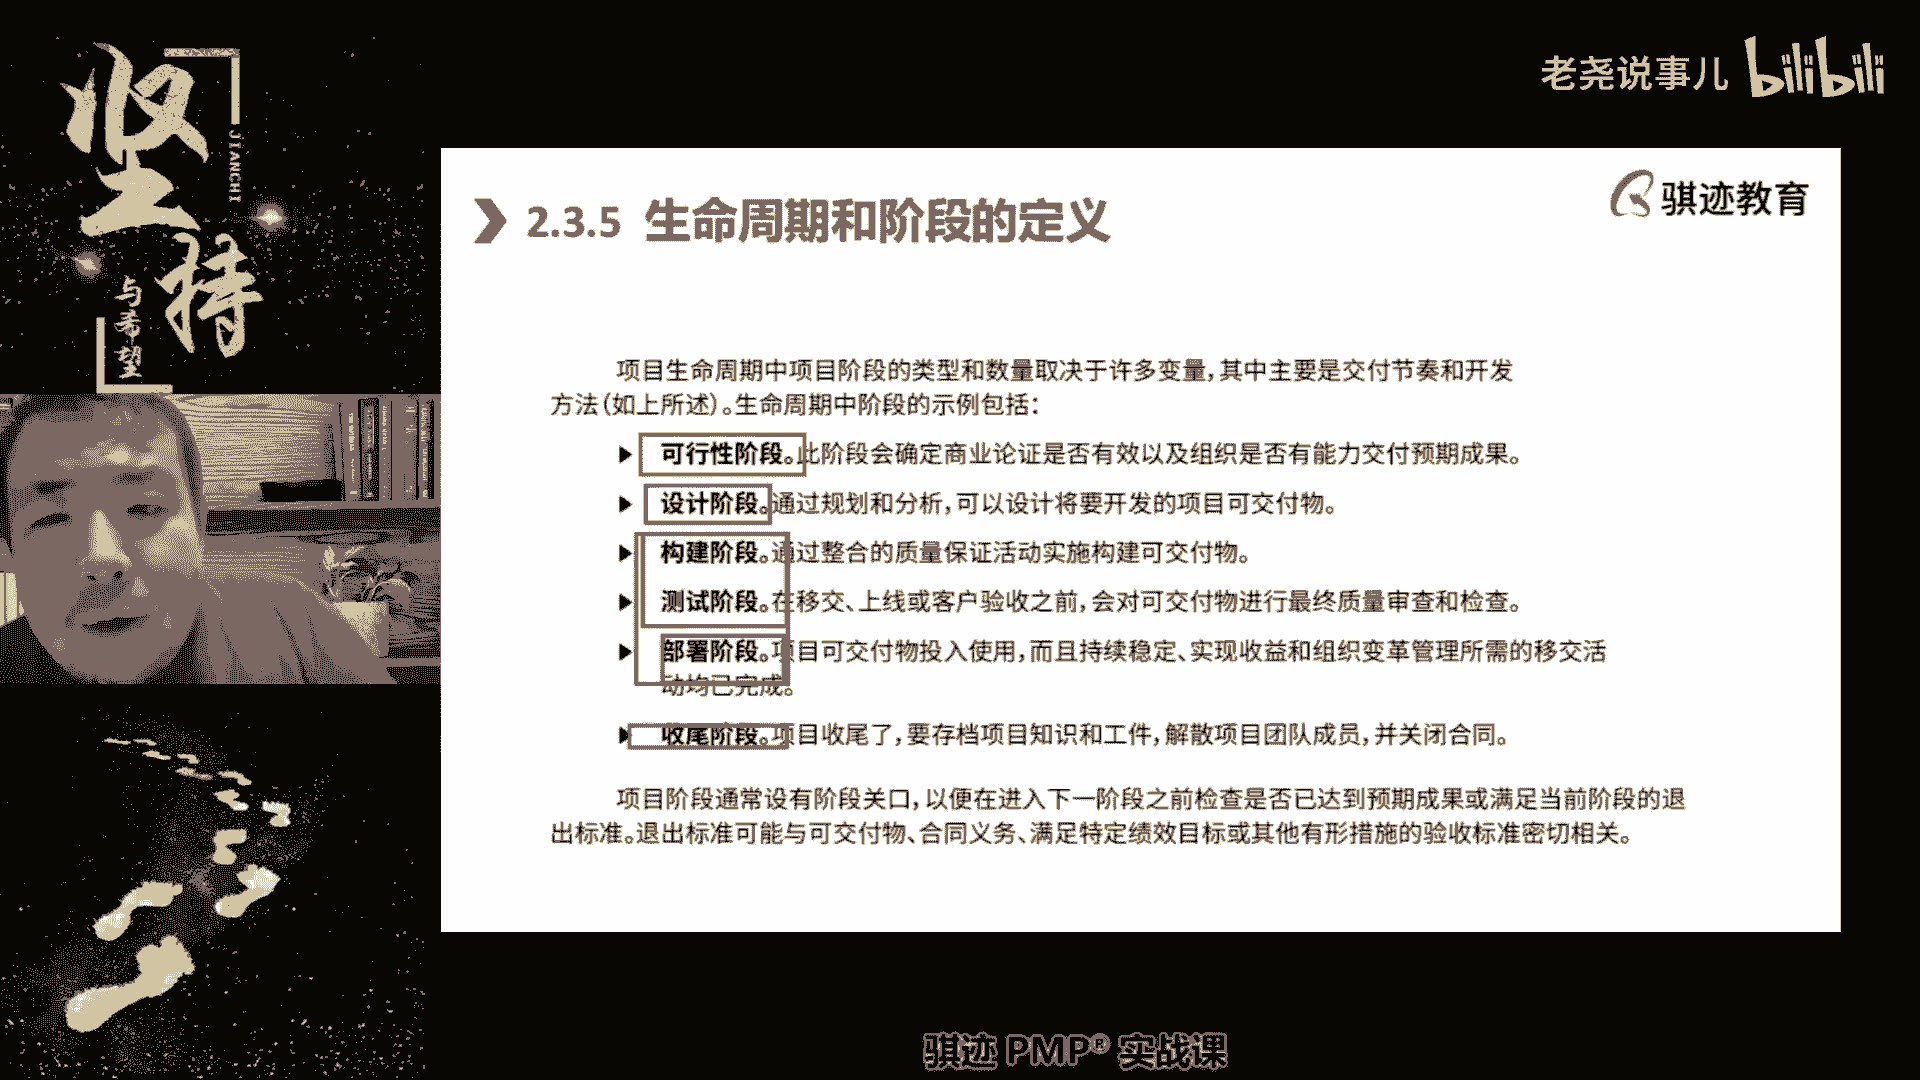 坚持
JIANCHI
与希望
老尧说事儿 bilibili
骐迹教育
2.3.5 生命周期和阶段的定义
项目生命周期中项目阶段的类型和数量取决于许多变量，其中主要是交付节奏和开发
方法（如上所述）。生命周期中阶段的示例包括：
可行性阶段。此阶段会确定商业论证是否有效以及组织是否有能力交付预期成果。
设计阶段。通过规划和分析，可以设计将要开发的项目可交付物。
构建阶段。通过整合的质量保证活动实施构建可交付物。
测试阶段。在移交、上线或客户验收之前，会对可交付物进行最终质量审查和检查。
部署阶段。项目可交付物投入使用，而且持续稳定、实现收益和组织变革管理所需的移交活
动均已完成。
收尾阶段。项目收尾了，要存档项目知识和工件，解散项目团队成员，并关闭合同。
项目阶段通常设有阶段关口，以便在进入下一阶段之前检查是否已达到预期成果或满足当前阶段的退
出标准。退出标准可能与可交付物、合同义务、满足特定绩效目标或其他有形措施的验收标准密切相关。
骐迹 PMP® 实战课